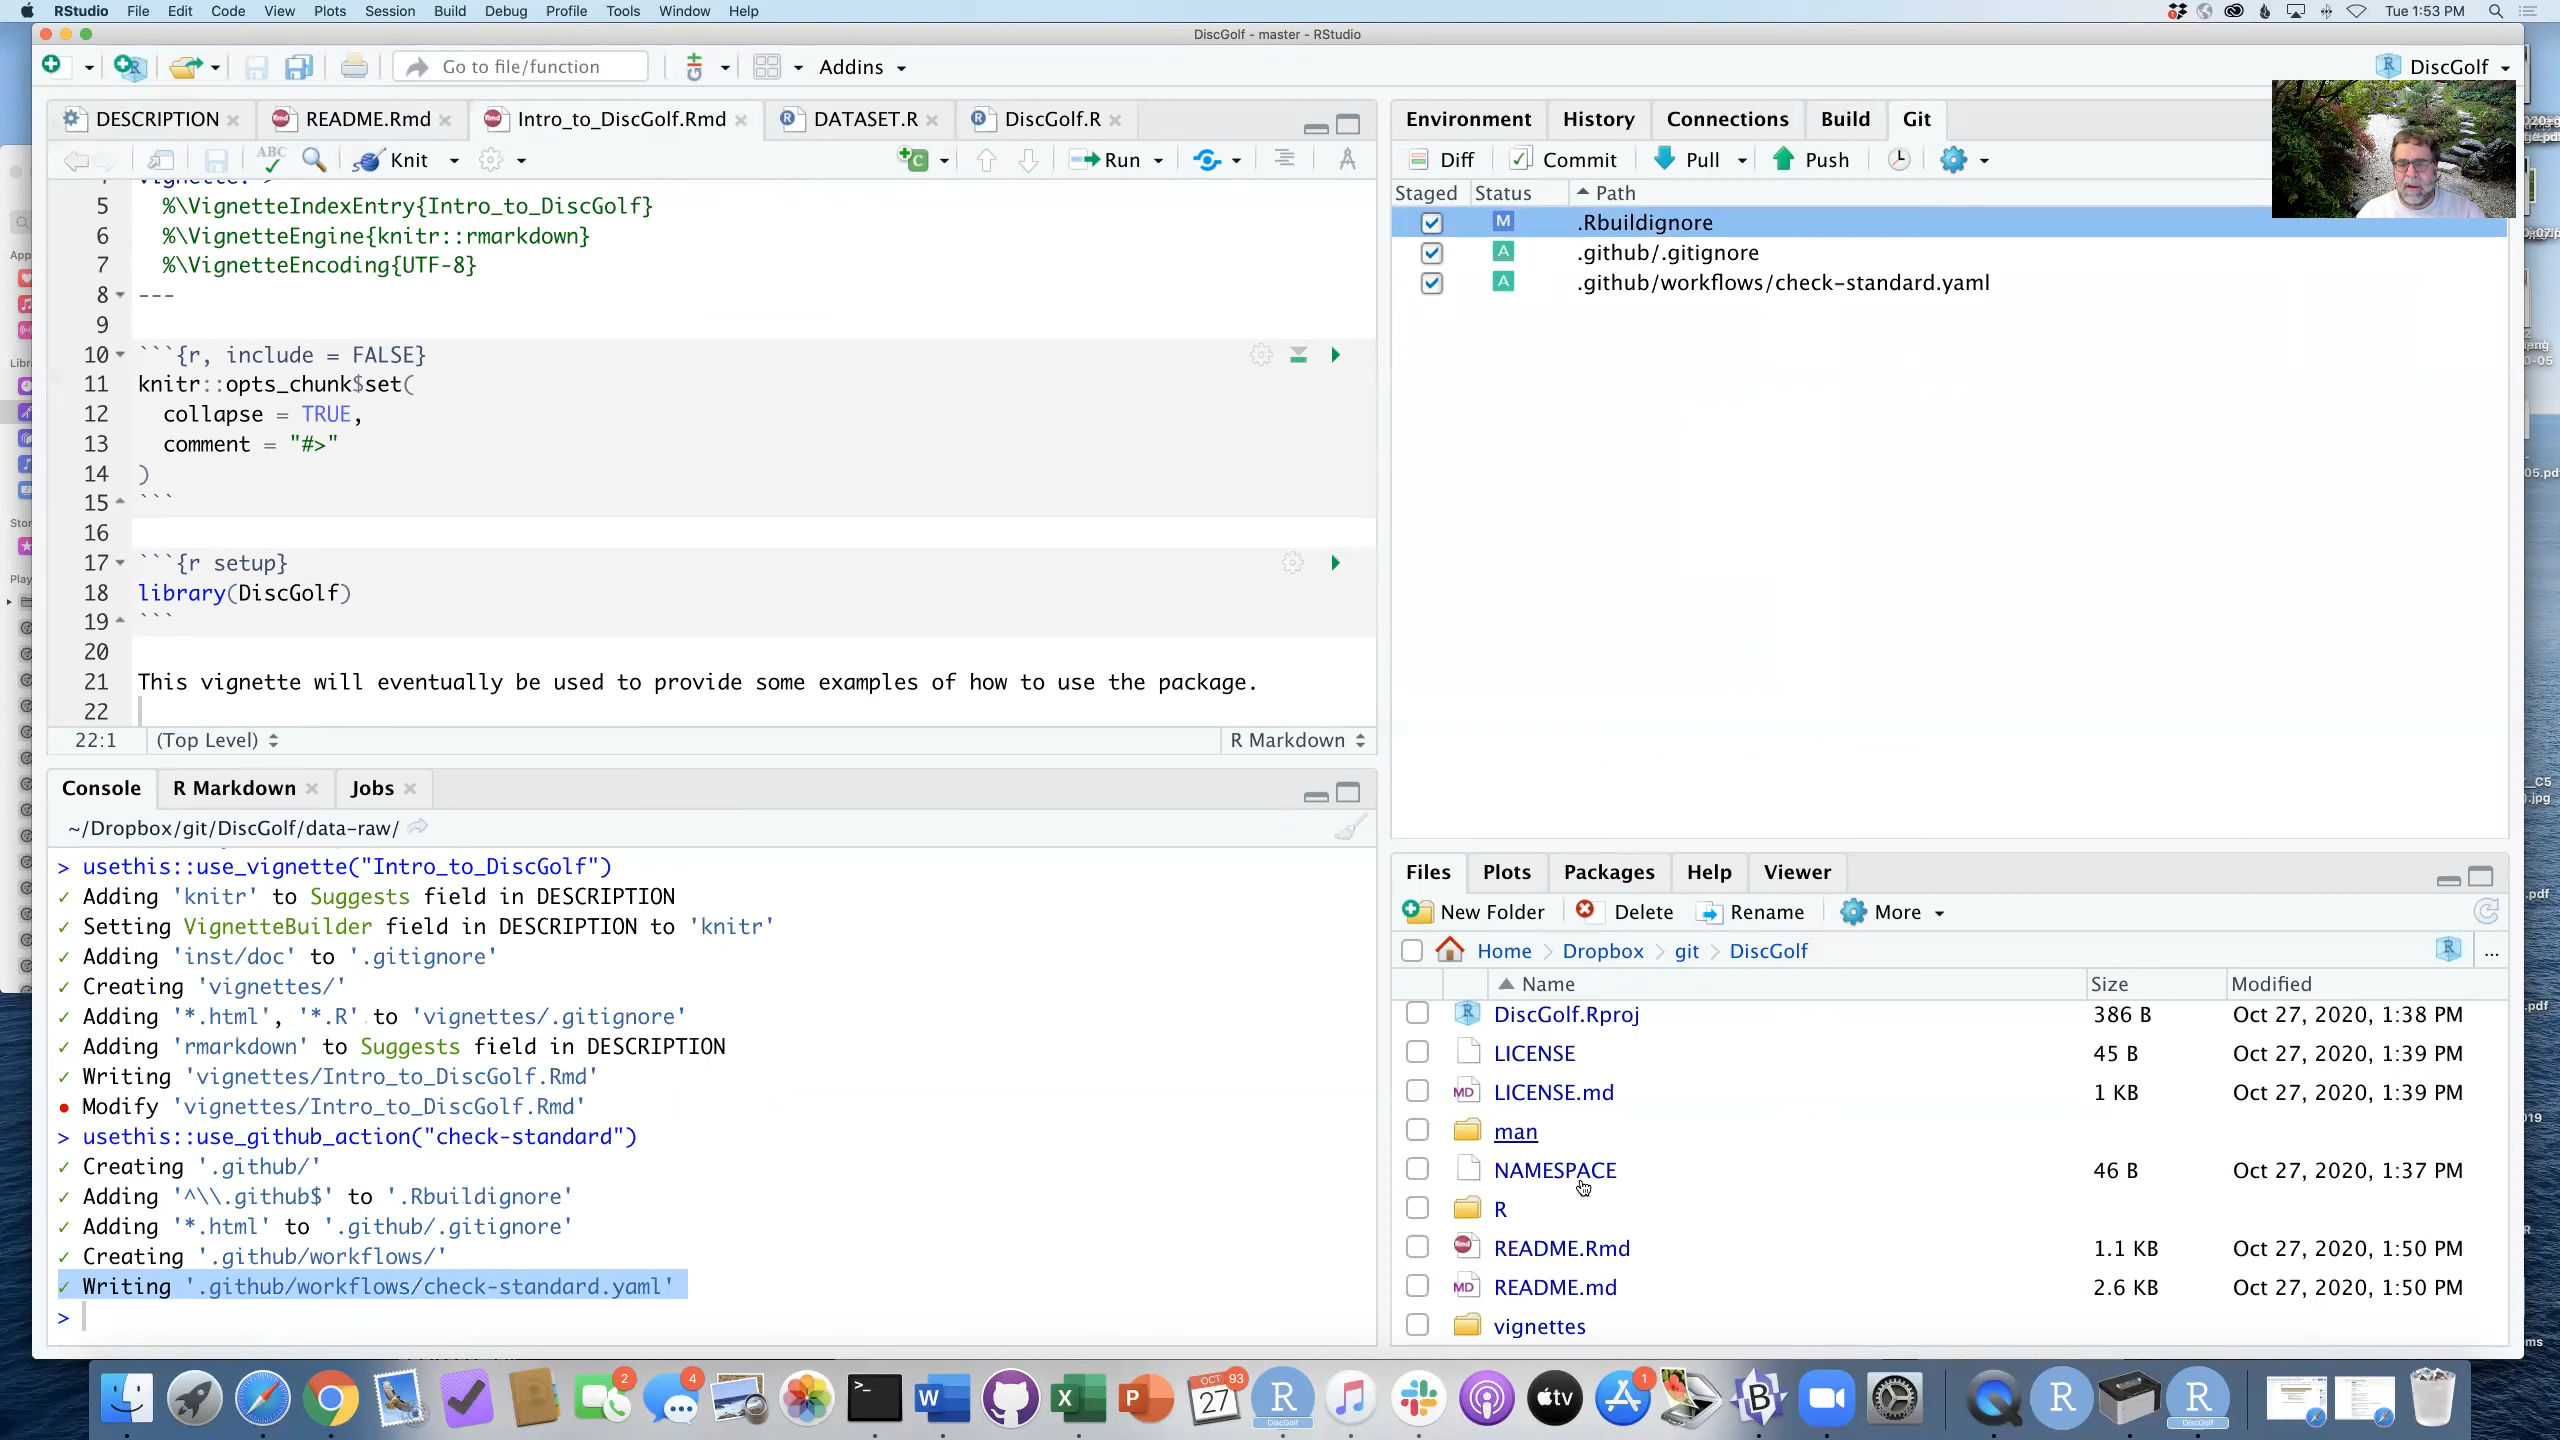 RStudio File Edit Code View Plots Session Build Debug Profile Tools Window Help
Tue 1:53 PM
DiscGolf - master - RStudio
Go to file/function
Addins
DiscGolf
DESCRIPTION
README.Rmd
Intro_to_DiscGolf.Rmd
DATASET.R
DiscGolf.R
ABC
Knit
Run
5 %\VignetteIndexEntry{Intro_to_DiscGolf}
6 %\VignetteEngine{knitr::rmarkdown}
7 %\VignetteEncoding{UTF-8}
8 ---
9
10 ```{r, include = FALSE}
11 knitr::opts_chunk$set(
12 collapse = TRUE,
13 comment = "#>"
14 )
15 ```
16
17 ```{r setup}
18 library(DiscGolf)
19 ```
20
21 This vignette will eventually be used to provide some examples of how to use the package.
22
22:1 (Top Level) R Markdown
Console R Markdown Jobs
~/Dropbox/git/DiscGolf/data-raw/
> usethis::use_vignette("Intro_to_DiscGolf")
✓ Adding 'knitr' to Suggests field in DESCRIPTION
✓ Setting VignetteBuilder field in DESCRIPTION to 'knitr'
✓ Adding 'inst/doc' to '.gitignore'
✓ Creating 'vignettes/'
✓ Adding '*.html', '*.R' to 'vignettes/.gitignore'
✓ Adding 'rmarkdown' to Suggests field in DESCRIPTION
✓ Writing 'vignettes/Intro_to_DiscGolf.Rmd'
● Modify 'vignettes/Intro_to_DiscGolf.Rmd'
> usethis::use_github_action("check-standard")
✓ Creating '.github/'
✓ Adding '^\\.github$' to '.Rbuildignore'
✓ Adding '*.html' to '.github/.gitignore'
✓ Creating '.github/workflows/'
✓ Writing '.github/workflows/check-standard.yaml'
>
Environment History Connections Build Git
Diff Commit Pull Push
Staged Status Path
M .Rbuildignore
A .github/.gitignore
A .github/workflows/check-standard.yaml
Files Plots Packages Help Viewer
New Folder Delete Rename More
Home Dropbox git DiscGolf ...
Name Size Modified
DiscGolf.Rproj 386 B Oct 27, 2020, 1:38 PM
LICENSE 45 B Oct 27, 2020, 1:39 PM
LICENSE.md 1 KB Oct 27, 2020, 1:39 PM
man
NAMESPACE 46 B Oct 27, 2020, 1:37 PM
R
README.Rmd 1.1 KB Oct 27, 2020, 1:50 PM
README.md 2.6 KB Oct 27, 2020, 1:50 PM
vignettes